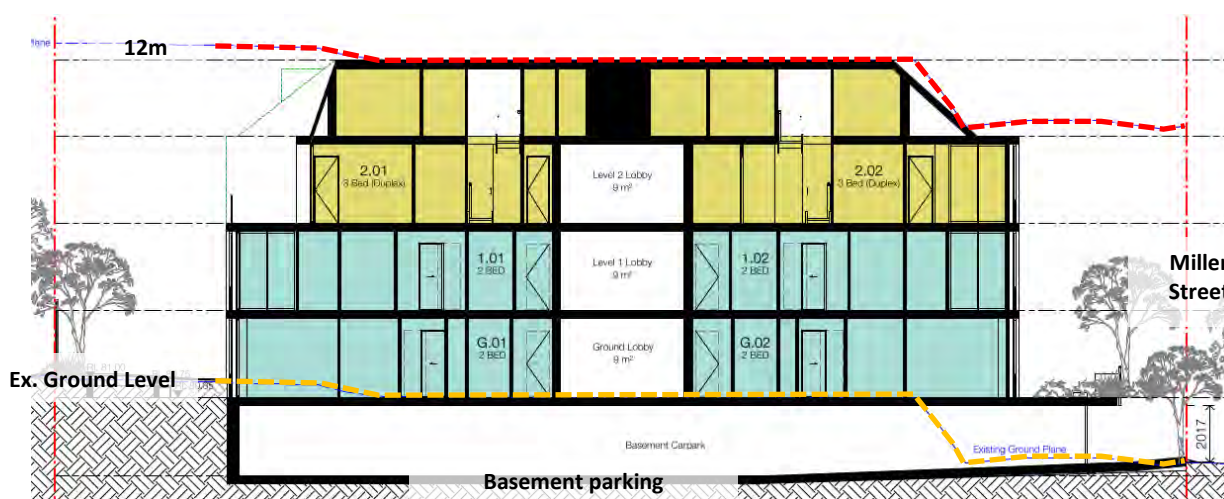 12m
2.01
3 Bed (Duplex)
Level 2 Lobby
9 m²
2.02
3 Bed (Duplex)
1.01
2 BED
Level 1 Lobby
9 m²
1.02
2 BED
Miller
Street
G.01
2 BED
Ground Lobby
9 m²
G.02
2 BED
Ex. Ground Level
Basement Carpark
Existing Ground Plane
2017
Basement parking